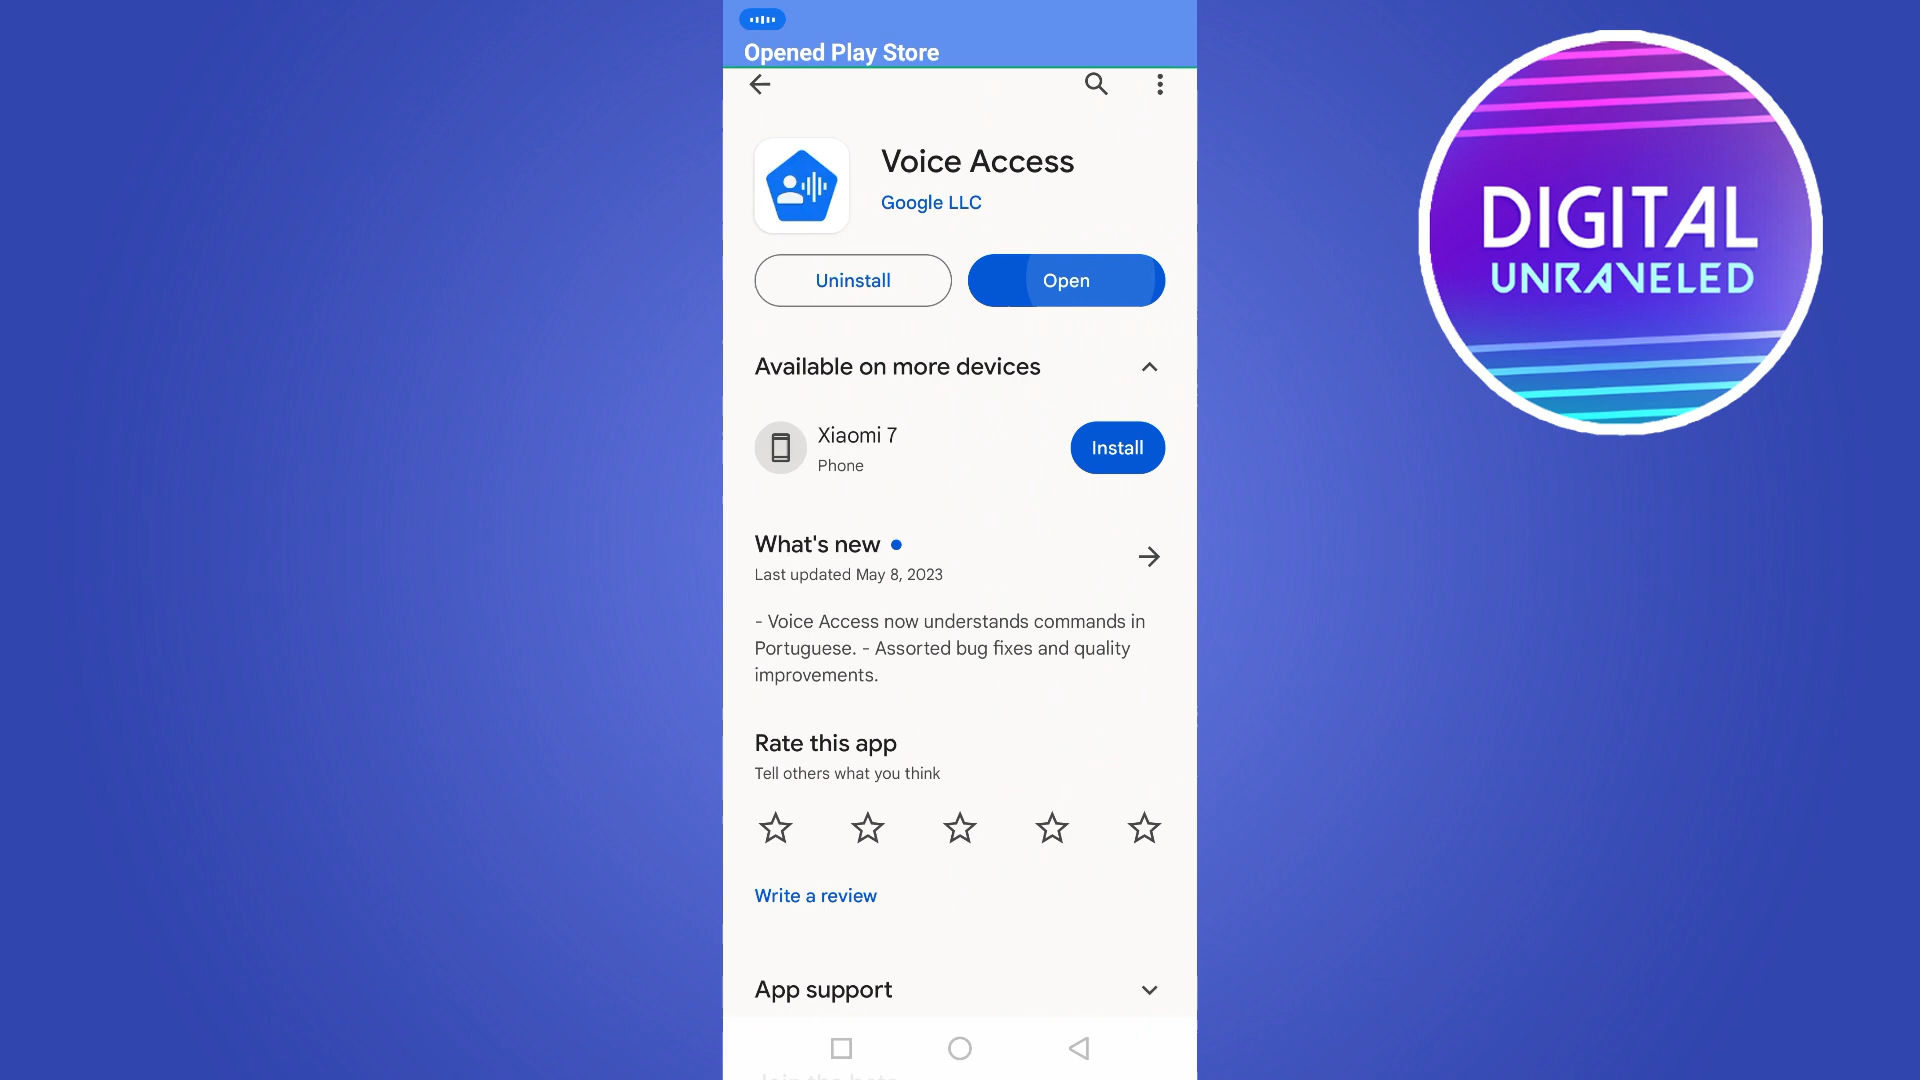 Opened Play Store
Voice Access
Google LLC
Uninstall
Open
Available on more devices
Xiaomi 7
Phone
Install
What's new
Last updated May 8, 2023
- Voice Access now understands commands in
Portuguese. - Assorted bug fixes and quality
improvements.
Rate this app
Tell others what you think
Write a review
App support
DIGITAL
UNRAVELED